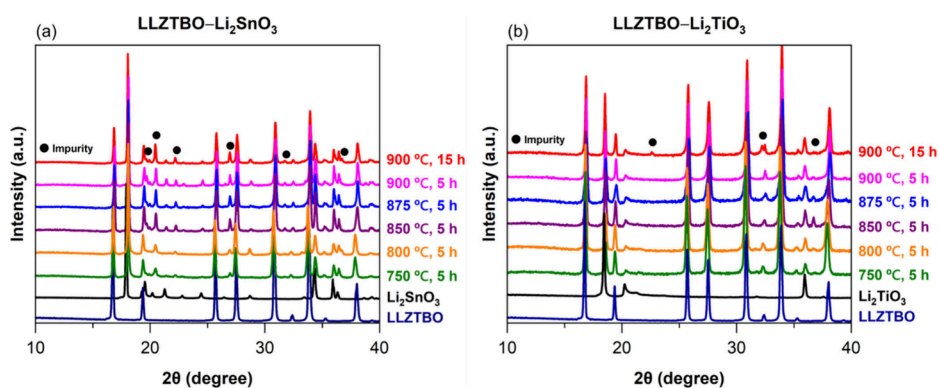 LLZTBO–Li₂SnO₃
(a)
Intensity (a.u.)
● Impurity
900 ºC, 15 h
900 ºC, 5 h
875 ºC, 5 h
850 ºC, 5 h
800 ºC, 5 h
750 ºC, 5 h
Li₂SnO₃
LLZTBO
10 20 30 40
2θ (degree)
LLZTBO–Li₂TiO₃
(b)
Intensity (a.u.)
● Impurity
900 ºC, 15 h
900 ºC, 5 h
875 ºC, 5 h
850 ºC, 5 h
800 ºC, 5 h
750 ºC, 5 h
Li₂TiO₃
LLZTBO
10 20 30 40
2θ (degree)